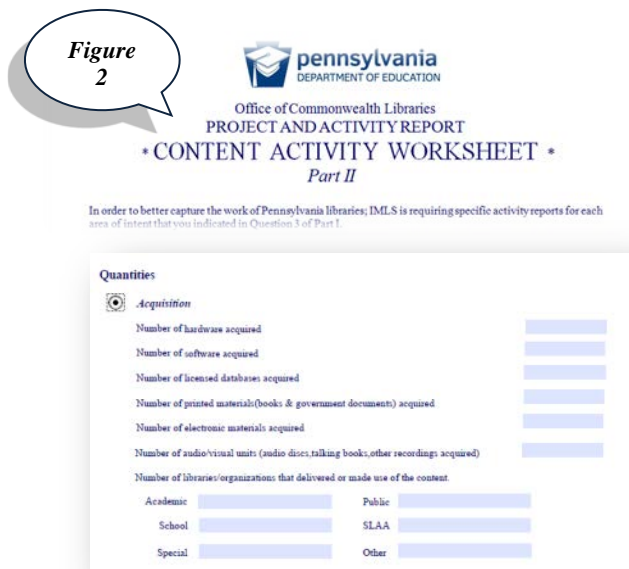 Figure
2
pennsylvania
DEPARTMENT OF EDUCATION
Office of Commonwealth Libraries
PROJECT AND ACTIVITY REPORT
* CONTENT ACTIVITY WORKSHEET *
Part II
In order to better capture the work of Pennsylvania libraries; IMLS is requiring specific activity reports for each
area of intent that you indicated in Question 3 of Part I.
Quantities
Acquisition
Number of hardware acquired
Number of software acquired
Number of licensed databases acquired
Number of printed materials(books & government documents) acquired
Number of electronic materials acquired
Number of audio/visual units (audio discs,talking books,other recordings acquired)
Number of libraries/organizations that delivered or made use of the content.
Academic Public
School SLAA
Special Other